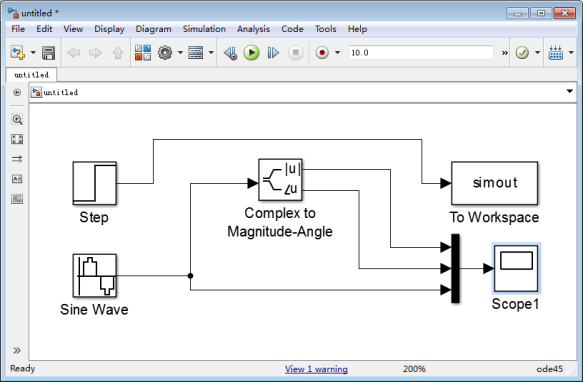 untitled *
File Edit View Display Diagram Simulation Analysis Code Tools Help
10.0 »
untitled
untitled
|u|
∠u
simout
Step
Complex to
Magnitude-Angle
To Workspace
Sine Wave
Scope1
»
Ready View 1 warning 200% ode45